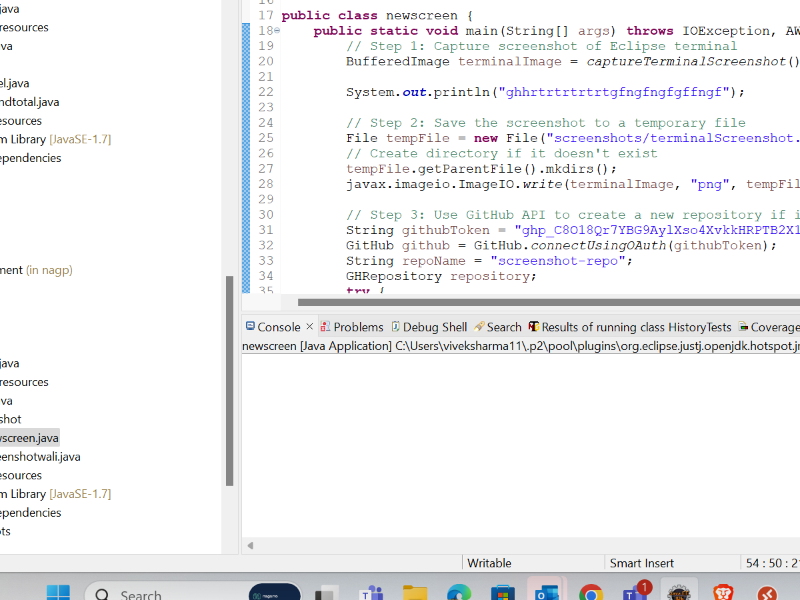 ava
resources
va
el.java
ndtotal.java
esources
m Library [JavaSE-1.7]
ependencies
ment (in nagp)
java
resources
va
shot
wscreen.java
eenshotwali.java
esources
m Library [JavaSE-1.7]
ependencies
ts
17 public class newscreen {
18 public static void main(String[] args) throws IOException, AW
19 // Step 1: Capture screenshot of Eclipse terminal
20 BufferedImage terminalImage = captureTerminalScreenshot()
21
22 System.out.println("ghhrtrtrtrtrtgfngfngfgffngf");
23
24 // Step 2: Save the screenshot to a temporary file
25 File tempFile = new File("screenshots/terminalScreenshot.
26 // Create directory if it doesn't exist
27 tempFile.getParentFile().mkdirs();
28 javax.imageio.ImageIO.write(terminalImage, "png", tempFil
29
30 // Step 3: Use GitHub API to create a new repository if i
31 String githubToken =
32 GitHub github = GitHub.connectUsingOAuth(githubToken);
33 String repoName = "screenshot-repo";
34 GHRepository repository;
35 try {
Console Problems Debug Shell Search Results of running class HistoryTests Coverage
newscreen [Java Application] C:\Users\viveksharma11\.p2\pool\plugins\org.eclipse.justj.openjdk.hotspot.jr
Writable Smart Insert 54 : 50 : 2
Search
1